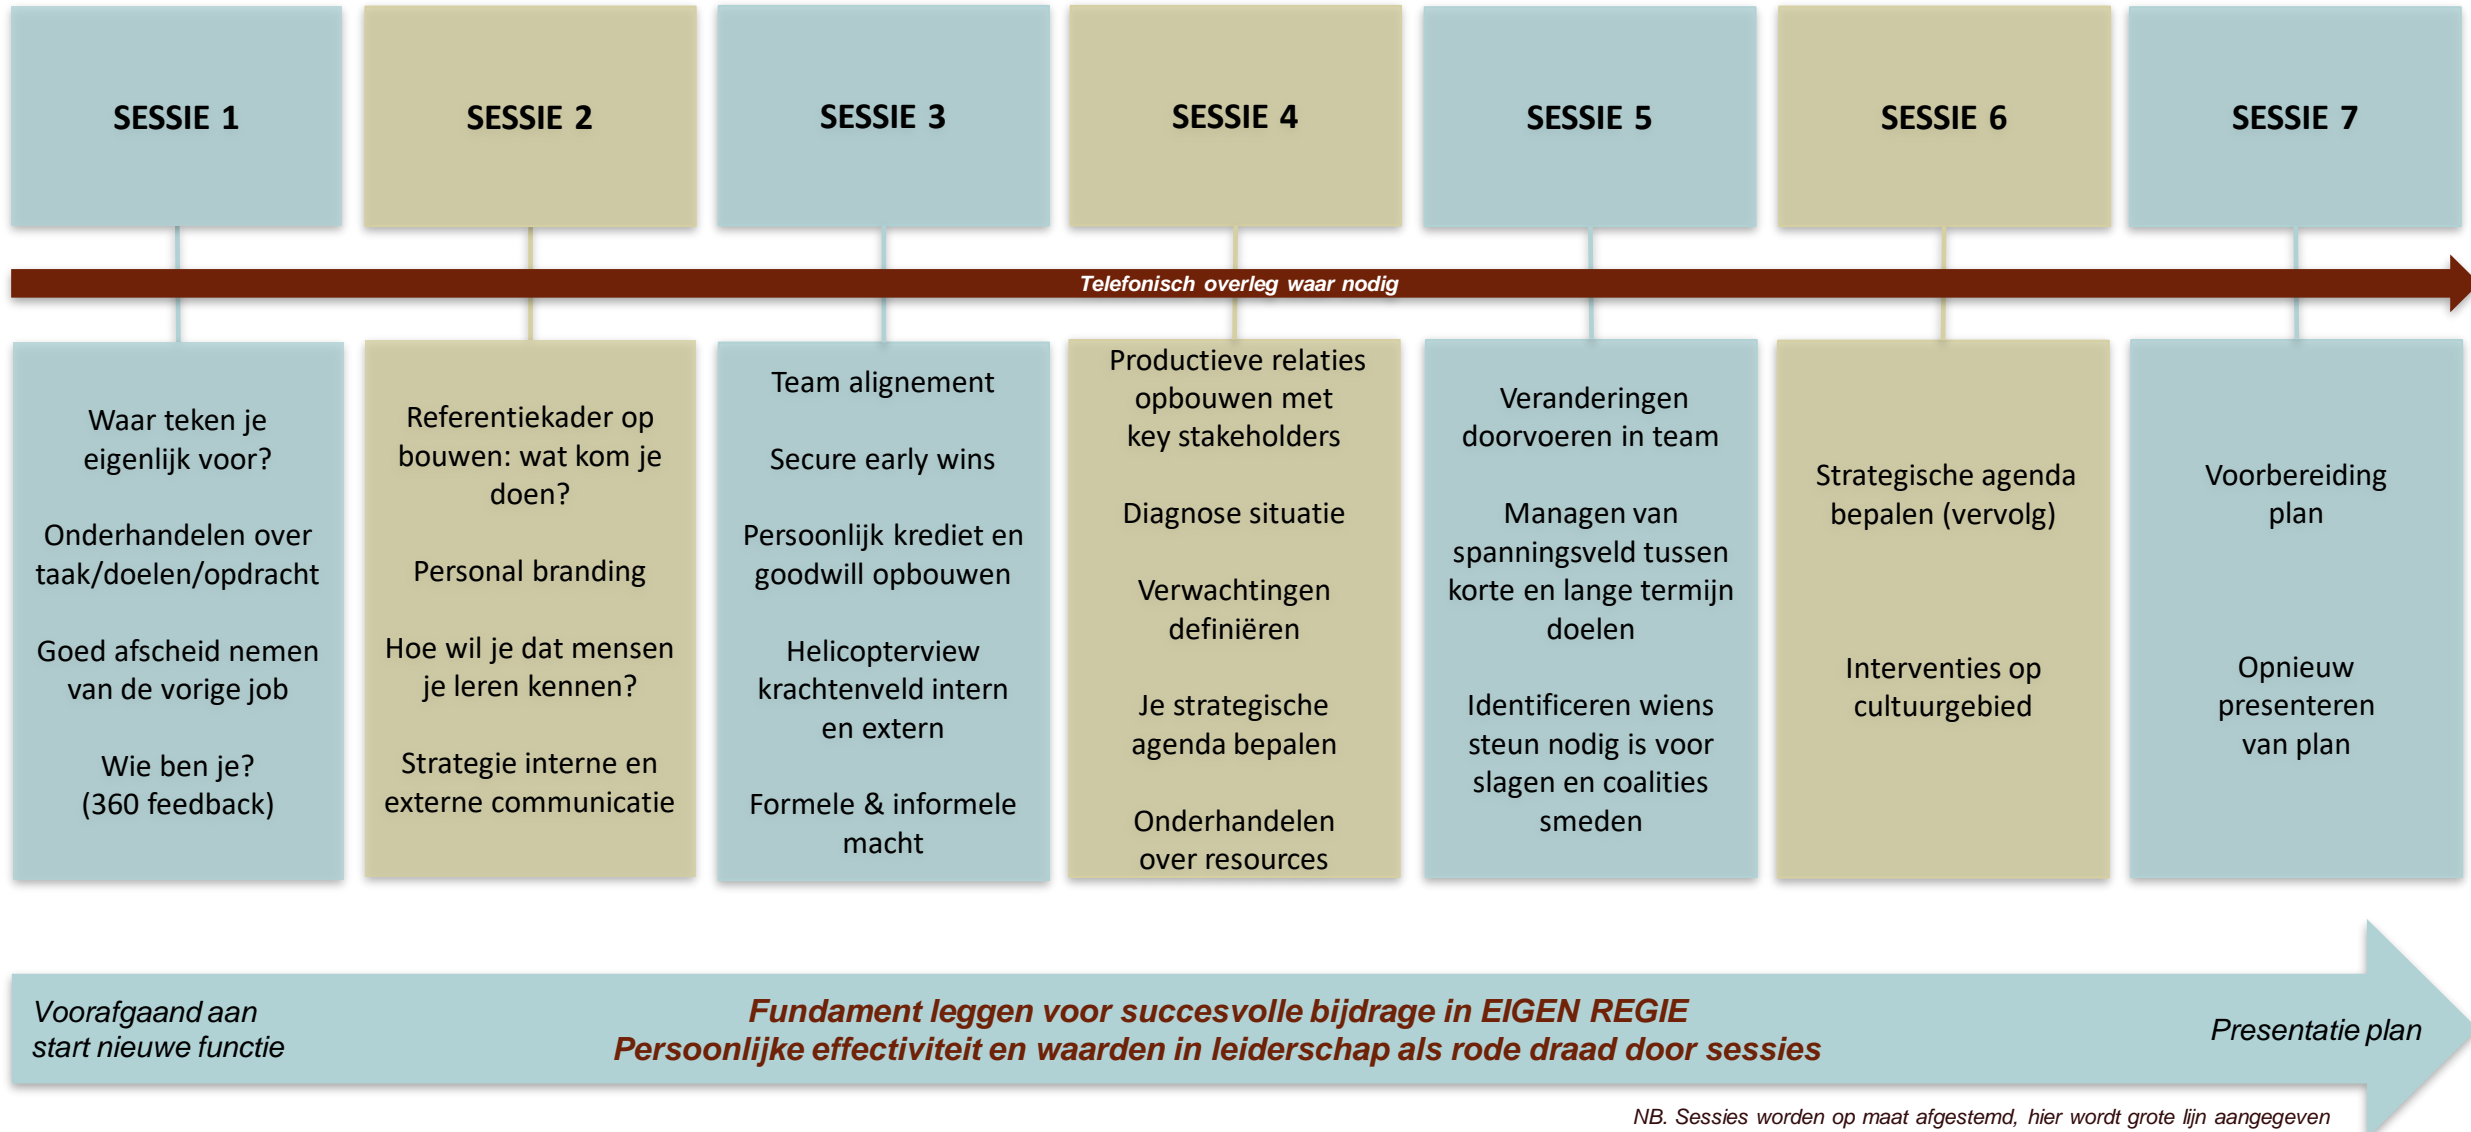 SESSIE 1
SESSIE 2
SESSIE 3
SESSIE 4
SESSIE 5
SESSIE 6
SESSIE 7
Telefonisch overleg waar nodig
Waar teken je
eigenlijk voor?
Onderhandelen over
taak/doelen/opdracht
Goed afscheid nemen
van de vorige job
Wie ben je?
(360 feedback)
Referentiekader op
bouwen: wat kom je
doen?
Personal branding
Hoe wil je dat mensen
je leren kennen?
Strategie interne en
externe communicatie
Team alignement
Secure early wins
Persoonlijk krediet en
goodwill opbouwen
Helicopterview
krachtenveld intern
en extern
Formele & informele
macht
Productieve relaties
opbouwen met
key stakeholders
Diagnose situatie
Verwachtingen
definiëren
Je strategische
agenda bepalen
Onderhandelen
over resources
Veranderingen
doorvoeren in team
Managen van
spanningsveld tussen
korte en lange termijn
doelen
Identificeren wiens
steun nodig is voor
slagen en coalities
smeden
Strategische agenda
bepalen (vervolg)
Interventies op
cultuurgebied
Voorbereiding
plan
Opnieuw
presenteren
van plan
Voorafgaand aan
start nieuwe functie
Fundament leggen voor succesvolle bijdrage in EIGEN REGIE
Persoonlijke effectiviteit en waarden in leiderschap als rode draad door sessies
Presentatie plan
NB. Sessies worden op maat afgestemd, hier wordt grote lijn aangegeven